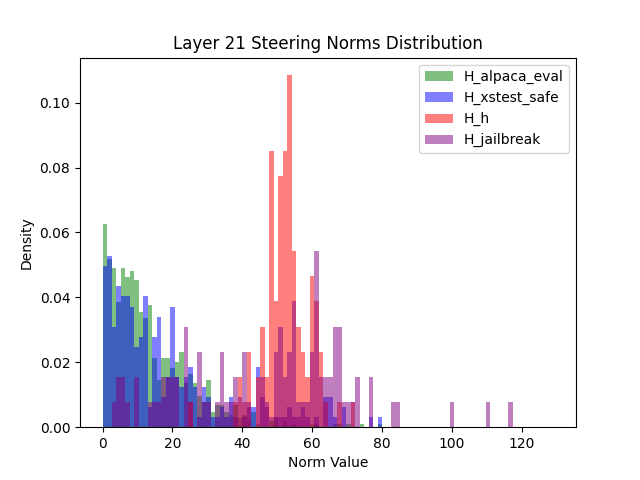 Layer 21 Steering Norms Distribution
H_alpaca_eval
H_xstest_safe
H_h
H_jailbreak
Density
0.10
0.08
0.06
0.04
0.02
0.00
0 20 40 60 80 100 120
Norm Value